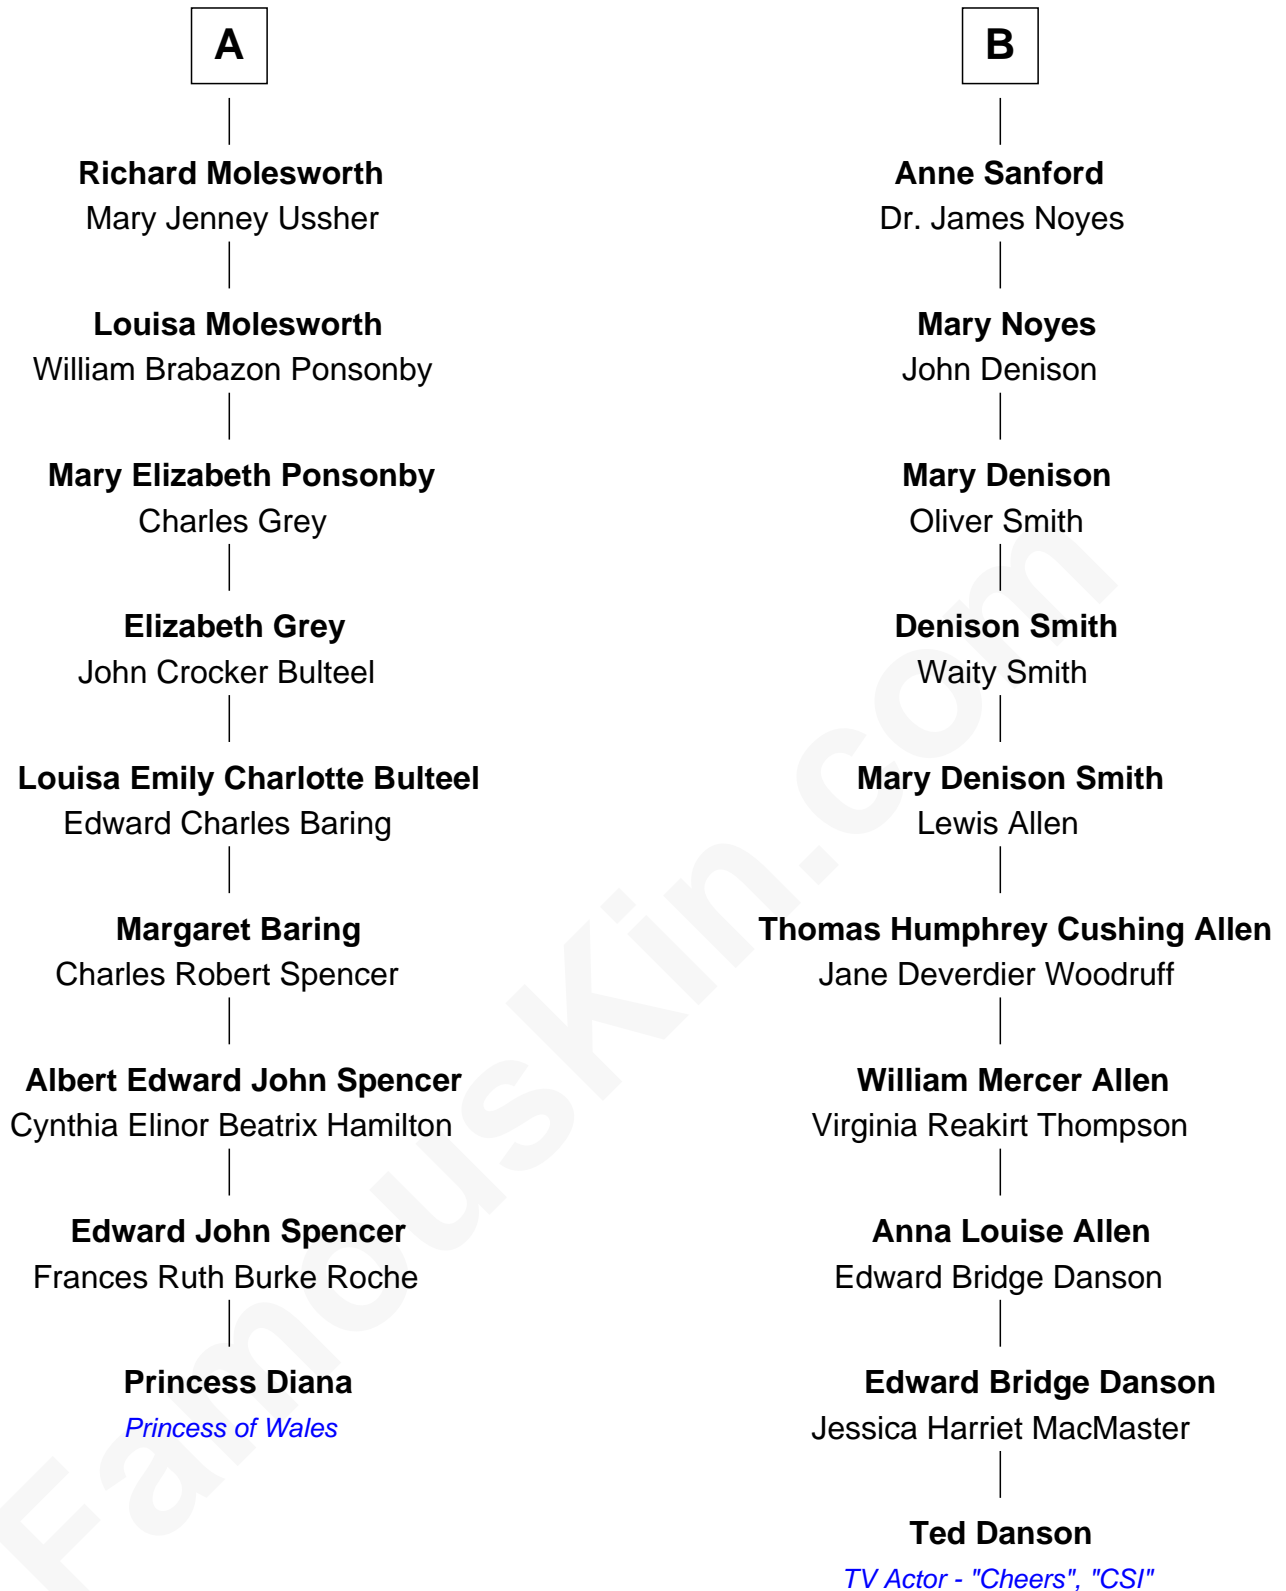 A
Richard Molesworth
Mary Jenney Ussher
Louisa Molesworth
William Brabazon Ponsonby
Mary Elizabeth Ponsonby
Charles Grey
Elizabeth Grey
John Crocker Bulteel
Louisa Emily Charlotte Bulteel
Edward Charles Baring
Margaret Baring
Charles Robert Spencer
Albert Edward John Spencer
Cynthia Elinor Beatrix Hamilton
Edward John Spencer
Frances Ruth Burke Roche
Princess Diana
Princess of Wales
B
Anne Sanford
Dr. James Noyes
Mary Noyes
John Denison
Mary Denison
Oliver Smith
Denison Smith
Waity Smith
Mary Denison Smith
Lewis Allen
Thomas Humphrey Cushing Allen
Jane Deverdier Woodruff
William Mercer Allen
Virginia Reakirt Thompson
Anna Louise Allen
Edward Bridge Danson
Edward Bridge Danson
Jessica Harriet MacMaster
Ted Danson
TV Actor - "Cheers", "CSI"
FamousKin.com